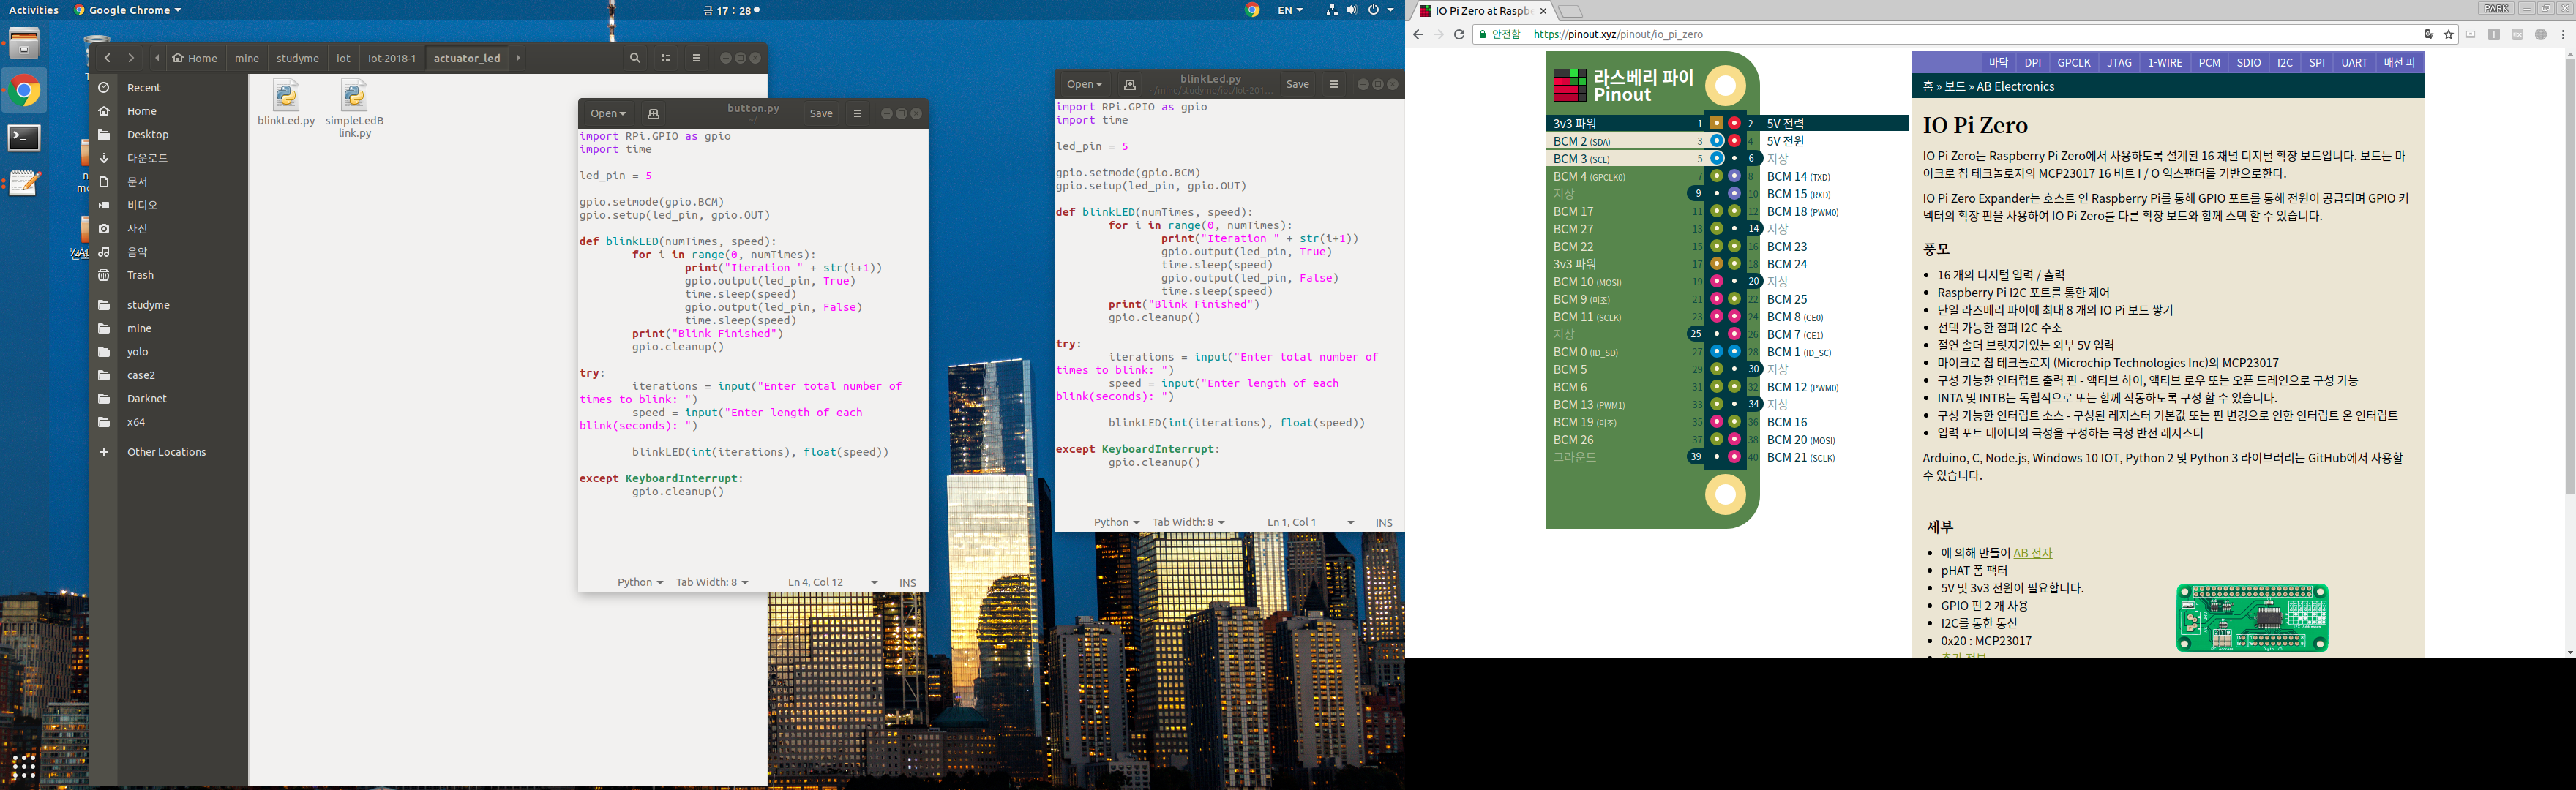 Activities
Google Chrome
금 17 : 28
EN
Home
mine
studyme
iot
Iot-2018-1
actuator_led
Recent
Home
Desktop
다운로드
문서
비디오
사진
음악
Trash
studyme
mine
yolo
case2
Darknet
x64
Other Locations
blinkLed.py
simpleLedB
link.py
Open
button.py
~/
Save
import RPi.GPIO as gpio
import time
led_pin = 5
gpio.setmode(gpio.BCM)
gpio.setup(led_pin, gpio.OUT)
def blinkLED(numTimes, speed):
for i in range(0, numTimes):
print("Iteration " + str(i+1))
gpio.output(led_pin, True)
time.sleep(speed)
gpio.output(led_pin, False)
time.sleep(speed)
print("Blink Finished")
gpio.cleanup()
try:
iterations = input("Enter total number of
times to blink: ")
speed = input("Enter length of each
blink(seconds): ")
blinkLED(int(iterations), float(speed))
except KeyboardInterrupt:
gpio.cleanup()
Python
Tab Width: 8
Ln 4, Col 12
INS
Open
blinkLed.py
~/mine/studyme/iot/Iot-201...
Save
import RPi.GPIO as gpio
import time
led_pin = 5
gpio.setmode(gpio.BCM)
gpio.setup(led_pin, gpio.OUT)
def blinkLED(numTimes, speed):
for i in range(0, numTimes):
print("Iteration " + str(i+1))
gpio.output(led_pin, True)
time.sleep(speed)
gpio.output(led_pin, False)
time.sleep(speed)
print("Blink Finished")
gpio.cleanup()
try:
iterations = input("Enter total number of
times to blink: ")
speed = input("Enter length of each
blink(seconds): ")
blinkLED(int(iterations), float(speed))
except KeyboardInterrupt:
gpio.cleanup()
Python
Tab Width: 8
Ln 1, Col 1
INS
IO Pi Zero at Raspbe
PARK
안전함
https://pinout.xyz/pinout/io_pi_zero
라스베리 파이
Pinout
3v3 파워 1 2 5V 전력
BCM 2 (SDA) 3 4 5V 전원
BCM 3 (SCL) 5 6 지상
BCM 4 (GPCLK0) 7 8 BCM 14 (TXD)
지상 9 10 BCM 15 (RXD)
BCM 17 11 12 BCM 18 (PWM0)
BCM 27 13 14 지상
BCM 22 15 16 BCM 23
3v3 파워 17 18 BCM 24
BCM 10 (MOSI) 19 20 지상
BCM 9 (미조) 21 22 BCM 25
BCM 11 (SCLK) 23 24 BCM 8 (CE0)
지상 25 26 BCM 7 (CE1)
BCM 0 (ID_SD) 27 28 BCM 1 (ID_SC)
BCM 5 29 30 지상
BCM 6 31 32 BCM 12 (PWM0)
BCM 13 (PWM1) 33 34 지상
BCM 19 (미조) 35 36 BCM 16
BCM 26 37 38 BCM 20 (MOSI)
그라운드 39 40 BCM 21 (SCLK)
바닥 DPI GPCLK JTAG 1-WIRE PCM SDIO I2C SPI UART 배선 피
홈 » 보드 » AB Electronics
IO Pi Zero
IO Pi Zero는 Raspberry Pi Zero에서 사용하도록 설계된 16 채널 디지털 확장 보드입니다. 보드는 마
이크로 칩 테크놀로지의 MCP23017 16 비트 I / O 익스팬더를 기반으로한다.
IO Pi Zero Expander는 호스트 인 Raspberry Pi를 통해 GPIO 포트를 통해 전원이 공급되며 GPIO 커
넥터의 확장 핀을 사용하여 IO Pi Zero를 다른 확장 보드와 함께 스택 할 수 있습니다.
풍모
16 개의 디지털 입력 / 출력
Raspberry Pi I2C 포트를 통한 제어
단일 라즈베리 파이에 최대 8 개의 IO Pi 보드 쌓기
선택 가능한 점퍼 I2C 주소
절연 솔더 브릿지가있는 외부 5V 입력
마이크로 칩 테크놀로지 (Microchip Technologies Inc)의 MCP23017
구성 가능한 인터럽트 출력 핀 - 액티브 하이, 액티브 로우 또는 오픈 드레인으로 구성 가능
INTA 및 INTB는 독립적으로 또는 함께 작동하도록 구성 할 수 있습니다.
구성 가능한 인터럽트 소스 - 구성된 레지스터 기본값 또는 핀 변경으로 인한 인터럽트 온 인터럽트
입력 포트 데이터의 극성을 구성하는 극성 반전 레지스터
Arduino, C, Node.js, Windows 10 IOT, Python 2 및 Python 3 라이브러리는 GitHub에서 사용할
수 있습니다.
세부
에 의해 만들어 AB 전자
pHAT 폼 팩터
5V 및 3v3 전원이 필요합니다.
GPIO 핀 2 개 사용
I2C를 통한 통신
0x20 : MCP23017